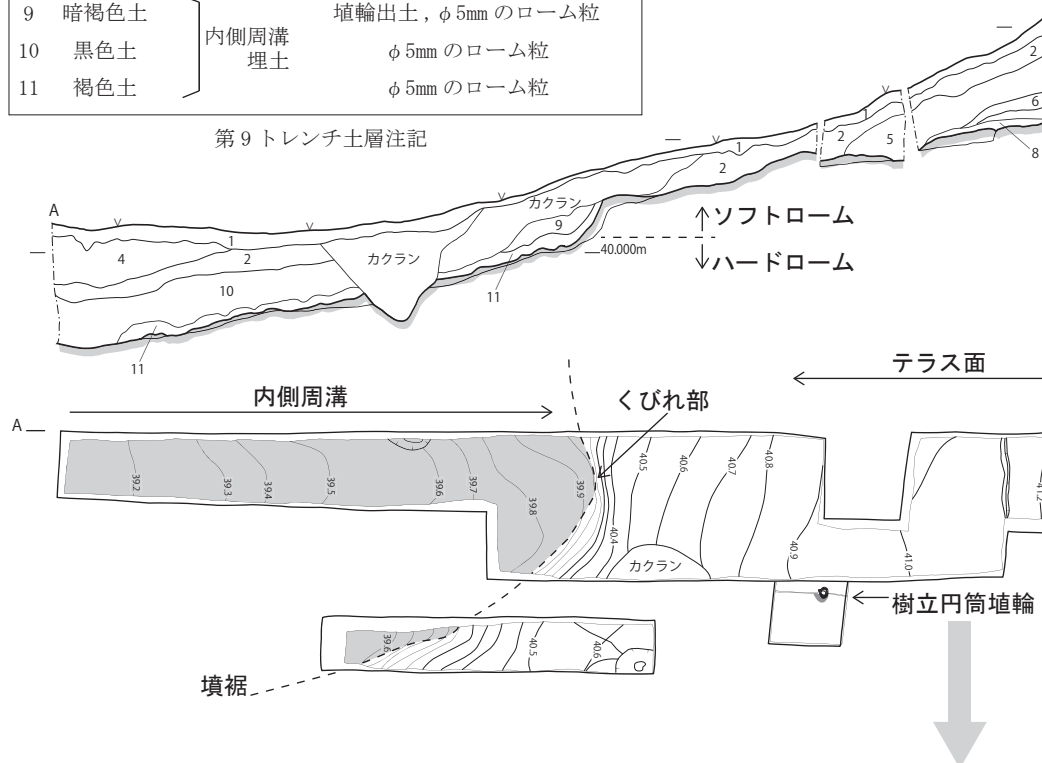 9 暗褐色土 埴輪出土，φ5mm のローム粒
10 黒色土 内側周溝埋土 φ5mm のローム粒
11 褐色土 φ5mm のローム粒
第９トレンチ土層注記
A
1
4
2
10
11
カクラン
カクラン
9
11
1
2
1
2
5
2
6
8
ソフトローム
40.000m
ハードローム
テラス面
内側周溝
くびれ部
A
39.2
39.3
39.4
39.5
39.6
39.7
39.8
39.9
40.4
40.5
40.6
40.7
40.8
40.9
41.0
41.2
カクラン
樹立円筒埴輪
39.6
40.5
40.6
墳裾